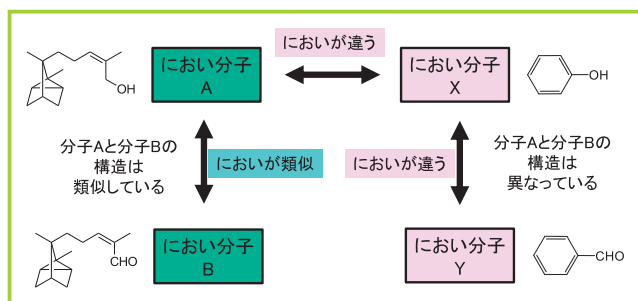 においが違う
におい分子
A
におい分子
X
OH
OH
分子Aと分子Bの
構造は
類似している
においが類似
においが違う
分子Aと分子Bの
構造は
異なっている
CHO
におい分子
B
におい分子
Y
CHO